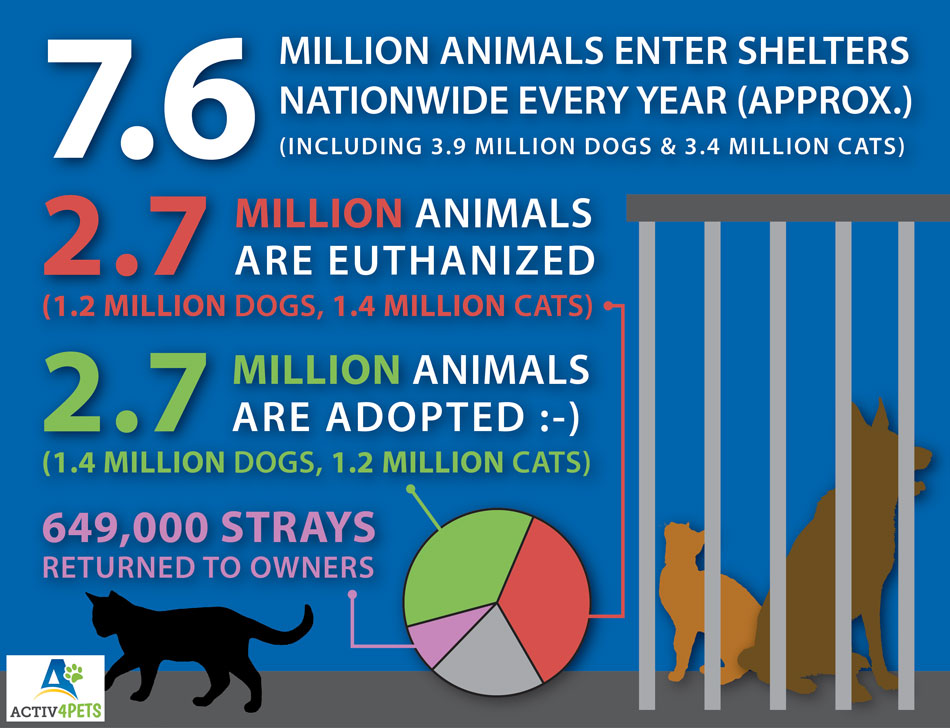 7.6
MILLION ANIMALS ENTER SHELTERS
NATIONWIDE EVERY YEAR (APPROX.)
(INCLUDING 3.9 MILLION DOGS & 3.4 MILLION CATS)
2.7
MILLION ANIMALS
ARE EUTHANIZED
(1.2 MILLION DOGS, 1.4 MILLION CATS)
2.7
MILLION ANIMALS
ARE ADOPTED :-)
(1.4 MILLION DOGS, 1.2 MILLION CATS)
649,000 STRAYS
RETURNED TO OWNERS
ACTIV4PETS